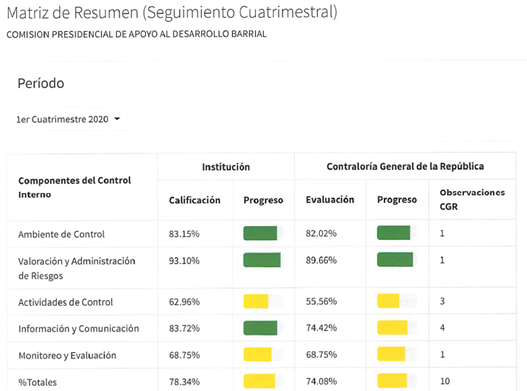 Matriz de Resumen (Seguimiento Cuatrimestral)
COMISION PRESIDENCIAL DE APOYO AL DESARROLLO BARRIAL
Período
1er Cuatrimestre 2020
Componentes del Control Interno Institución Contraloría General de la República
Calificación Progreso Evaluación Progreso Observaciones CGR
Ambiente de Control 83.15% 82.02% 1
Valoración y Administración de Riesgos 93.10% 89.66% 1
Actividades de Control 62.96% 55.56% 3
Información y Comunicación 83.72% 74.42% 4
Monitoreo y Evaluación 68.75% 68.75% 1
%Totales 78.34% 74.08% 10